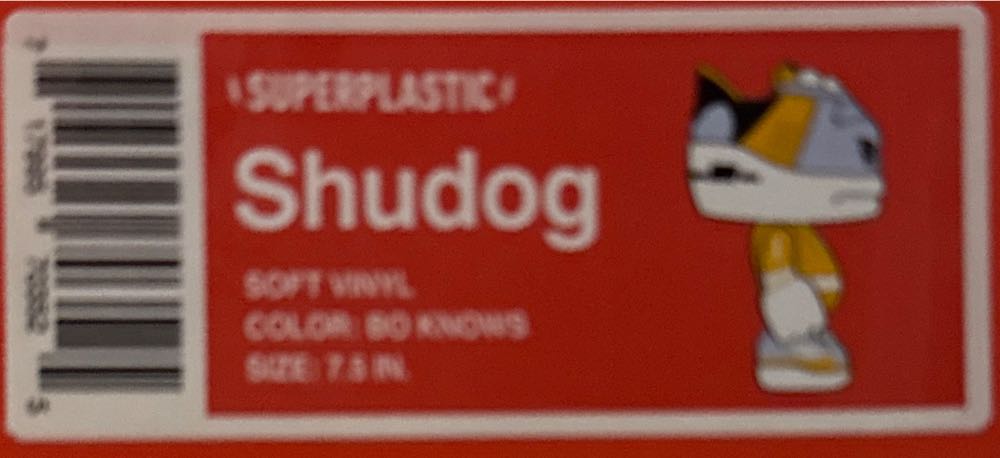 SUPERPLASTIC
Shudog
SOFT VINYL
COLOR: BO KNOWS
SIZE: 7.5 IN.